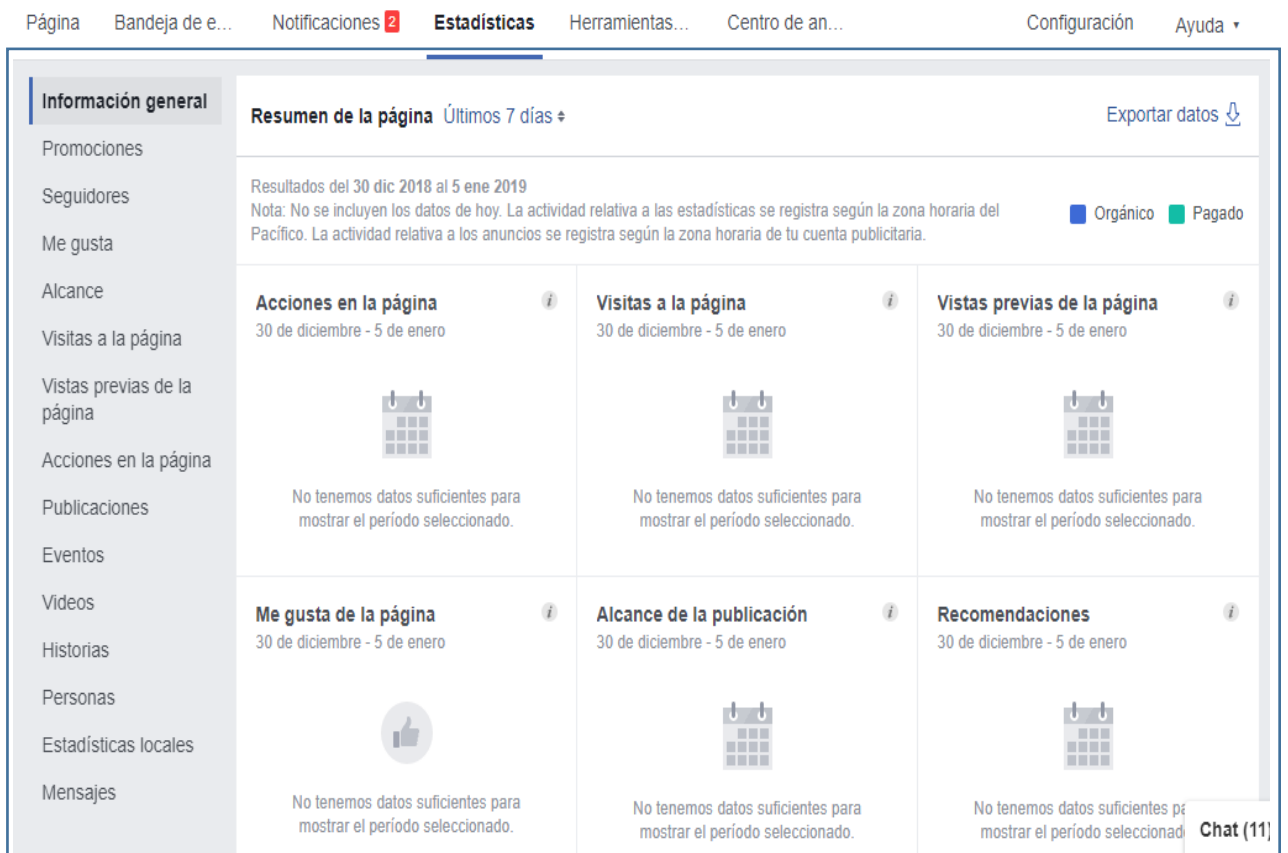 Página Bandeja de e... Notificaciones 2 Estadísticas Herramientas... Centro de an... Configuración Ayuda
Información general
Promociones
Seguidores
Me gusta
Alcance
Visitas a la página
Vistas previas de la
página
Acciones en la página
Publicaciones
Eventos
Videos
Historias
Personas
Estadísticas locales
Mensajes
Resumen de la página Últimos 7 días
Exportar datos
Resultados del 30 dic 2018 al 5 ene 2019
Nota: No se incluyen los datos de hoy. La actividad relativa a las estadísticas se registra según la zona horaria del
Pacífico. La actividad relativa a los anuncios se registra según la zona horaria de tu cuenta publicitaria.
Orgánico Pagado
Acciones en la página i
30 de diciembre - 5 de enero
No tenemos datos suficientes para
mostrar el período seleccionado.
Visitas a la página i
30 de diciembre - 5 de enero
No tenemos datos suficientes para
mostrar el período seleccionado.
Vistas previas de la página i
30 de diciembre - 5 de enero
No tenemos datos suficientes para
mostrar el período seleccionado.
Me gusta de la página i
30 de diciembre - 5 de enero
No tenemos datos suficientes para
mostrar el período seleccionado.
Alcance de la publicación i
30 de diciembre - 5 de enero
No tenemos datos suficientes para
mostrar el período seleccionado.
Recomendaciones i
30 de diciembre - 5 de enero
No tenemos datos suficientes pa
mostrar el período seleccionad
Chat (11)